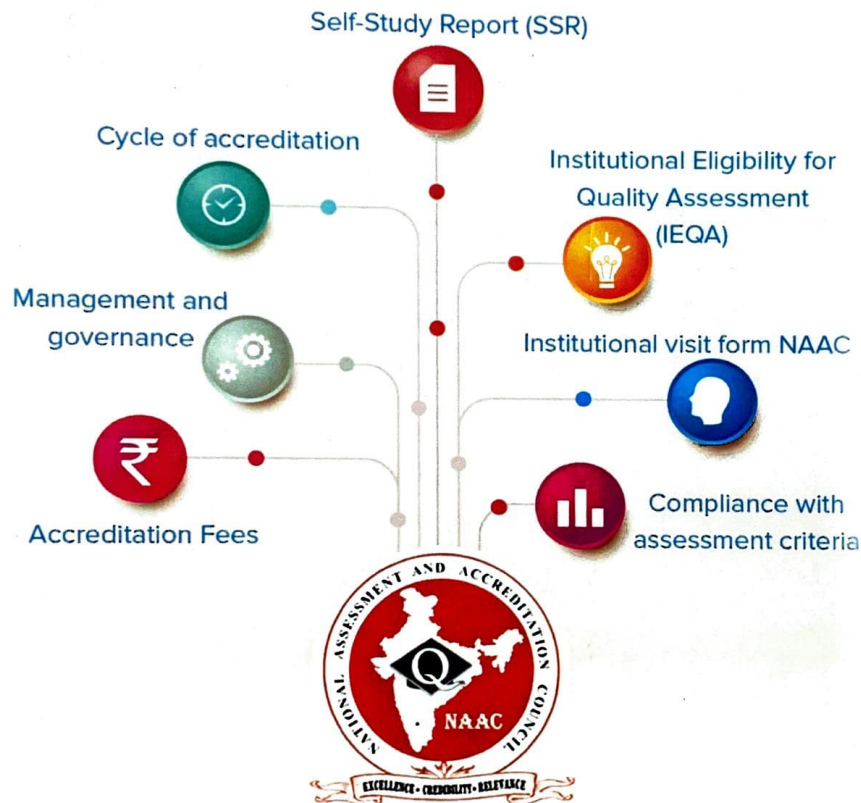 Self-Study Report (SSR)
Cycle of accreditation
Institutional Eligibility for
Quality Assessment
(IEQA)
Management and
governance
Institutional visit form NAAC
₹
Accreditation Fees
Compliance with
assessment criteria
NATIONAL ASSESSMENT AND ACCREDITATION COUNCIL
Q
NAAC
EXCELLENCE • CREDIBILITY • RELEVANCE